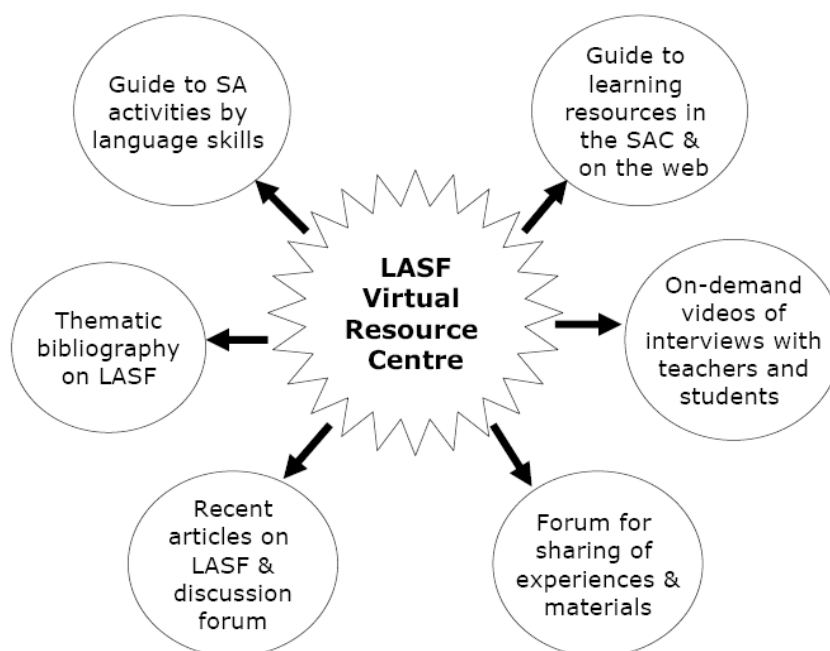 Guide to SA
activities by
language skills
Guide to
learning
resources in
the SAC &
on the web
LASF
Virtual
Resource
Centre
Thematic
bibliography
on LASF
On-demand
videos of
interviews with
teachers and
students
Recent
articles on
LASF &
discussion
forum
Forum for
sharing of
experiences &
materials